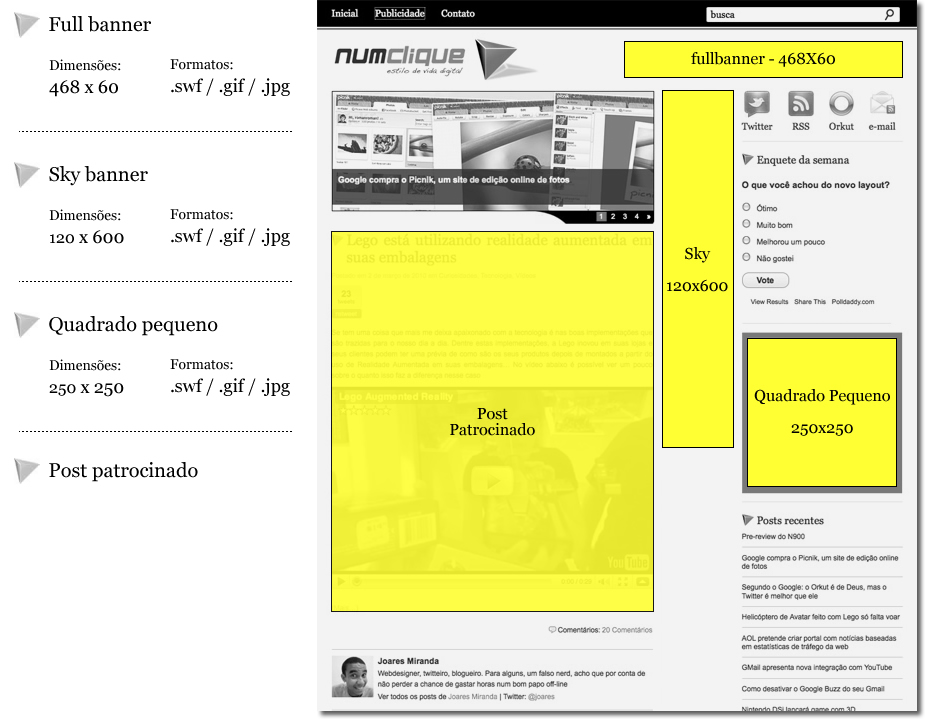 Full banner
Dimensões:
468 x 60
Formatos:
.swf / .gif / .jpg
Sky banner
Dimensões:
120 x 600
Formatos:
.swf / .gif / .jpg
Quadrado pequeno
Dimensões:
250 x 250
Formatos:
.swf / .gif / .jpg
Post patrocinado
Inicial Publicidade Contato
busca
numclique
estilo de vida digital
fullbanner - 468X60
Google compra o Picnik, um site de edição online de fotos
1 2 3 4 »
Lego está utilizando realidade aumentada em
suas embalagens
23
Lego Augmented Reality
Post
Patrocinado
YouTube
Comentários: 20 Comentários
Joares Miranda
Webdesigner, twitteiro, blogueiro. Para alguns, um falso nerd, acho que por conta de
não perder a chance de gastar horas num bom papo off-line
Ver todos os posts de Joares Miranda | Twitter: @joares
Sky
120x600
Twitter RSS Orkut e-mail
Enquete da semana
O que você achou do novo layout?
Ótimo
Muito bom
Melhorou um pouco
Não gostei
Vote
View Results Share This Polldaddy.com
Quadrado Pequeno
250x250
Posts recentes
Pre-review do N900
Google compra o Picnik, um site de edição online
de fotos
Segundo o Google: o Orkut é de Deus, mas o
Twitter é melhor que ele
Helicóptero de Avatar feito com Lego só falta voar
AOL pretende criar portal com notícias baseadas
em estatísticas de tráfego da web
GMail apresenta nova integração com YouTube
Como desativar o Google Buzz do seu Gmail
Nintendo DSi lançará game com 3D